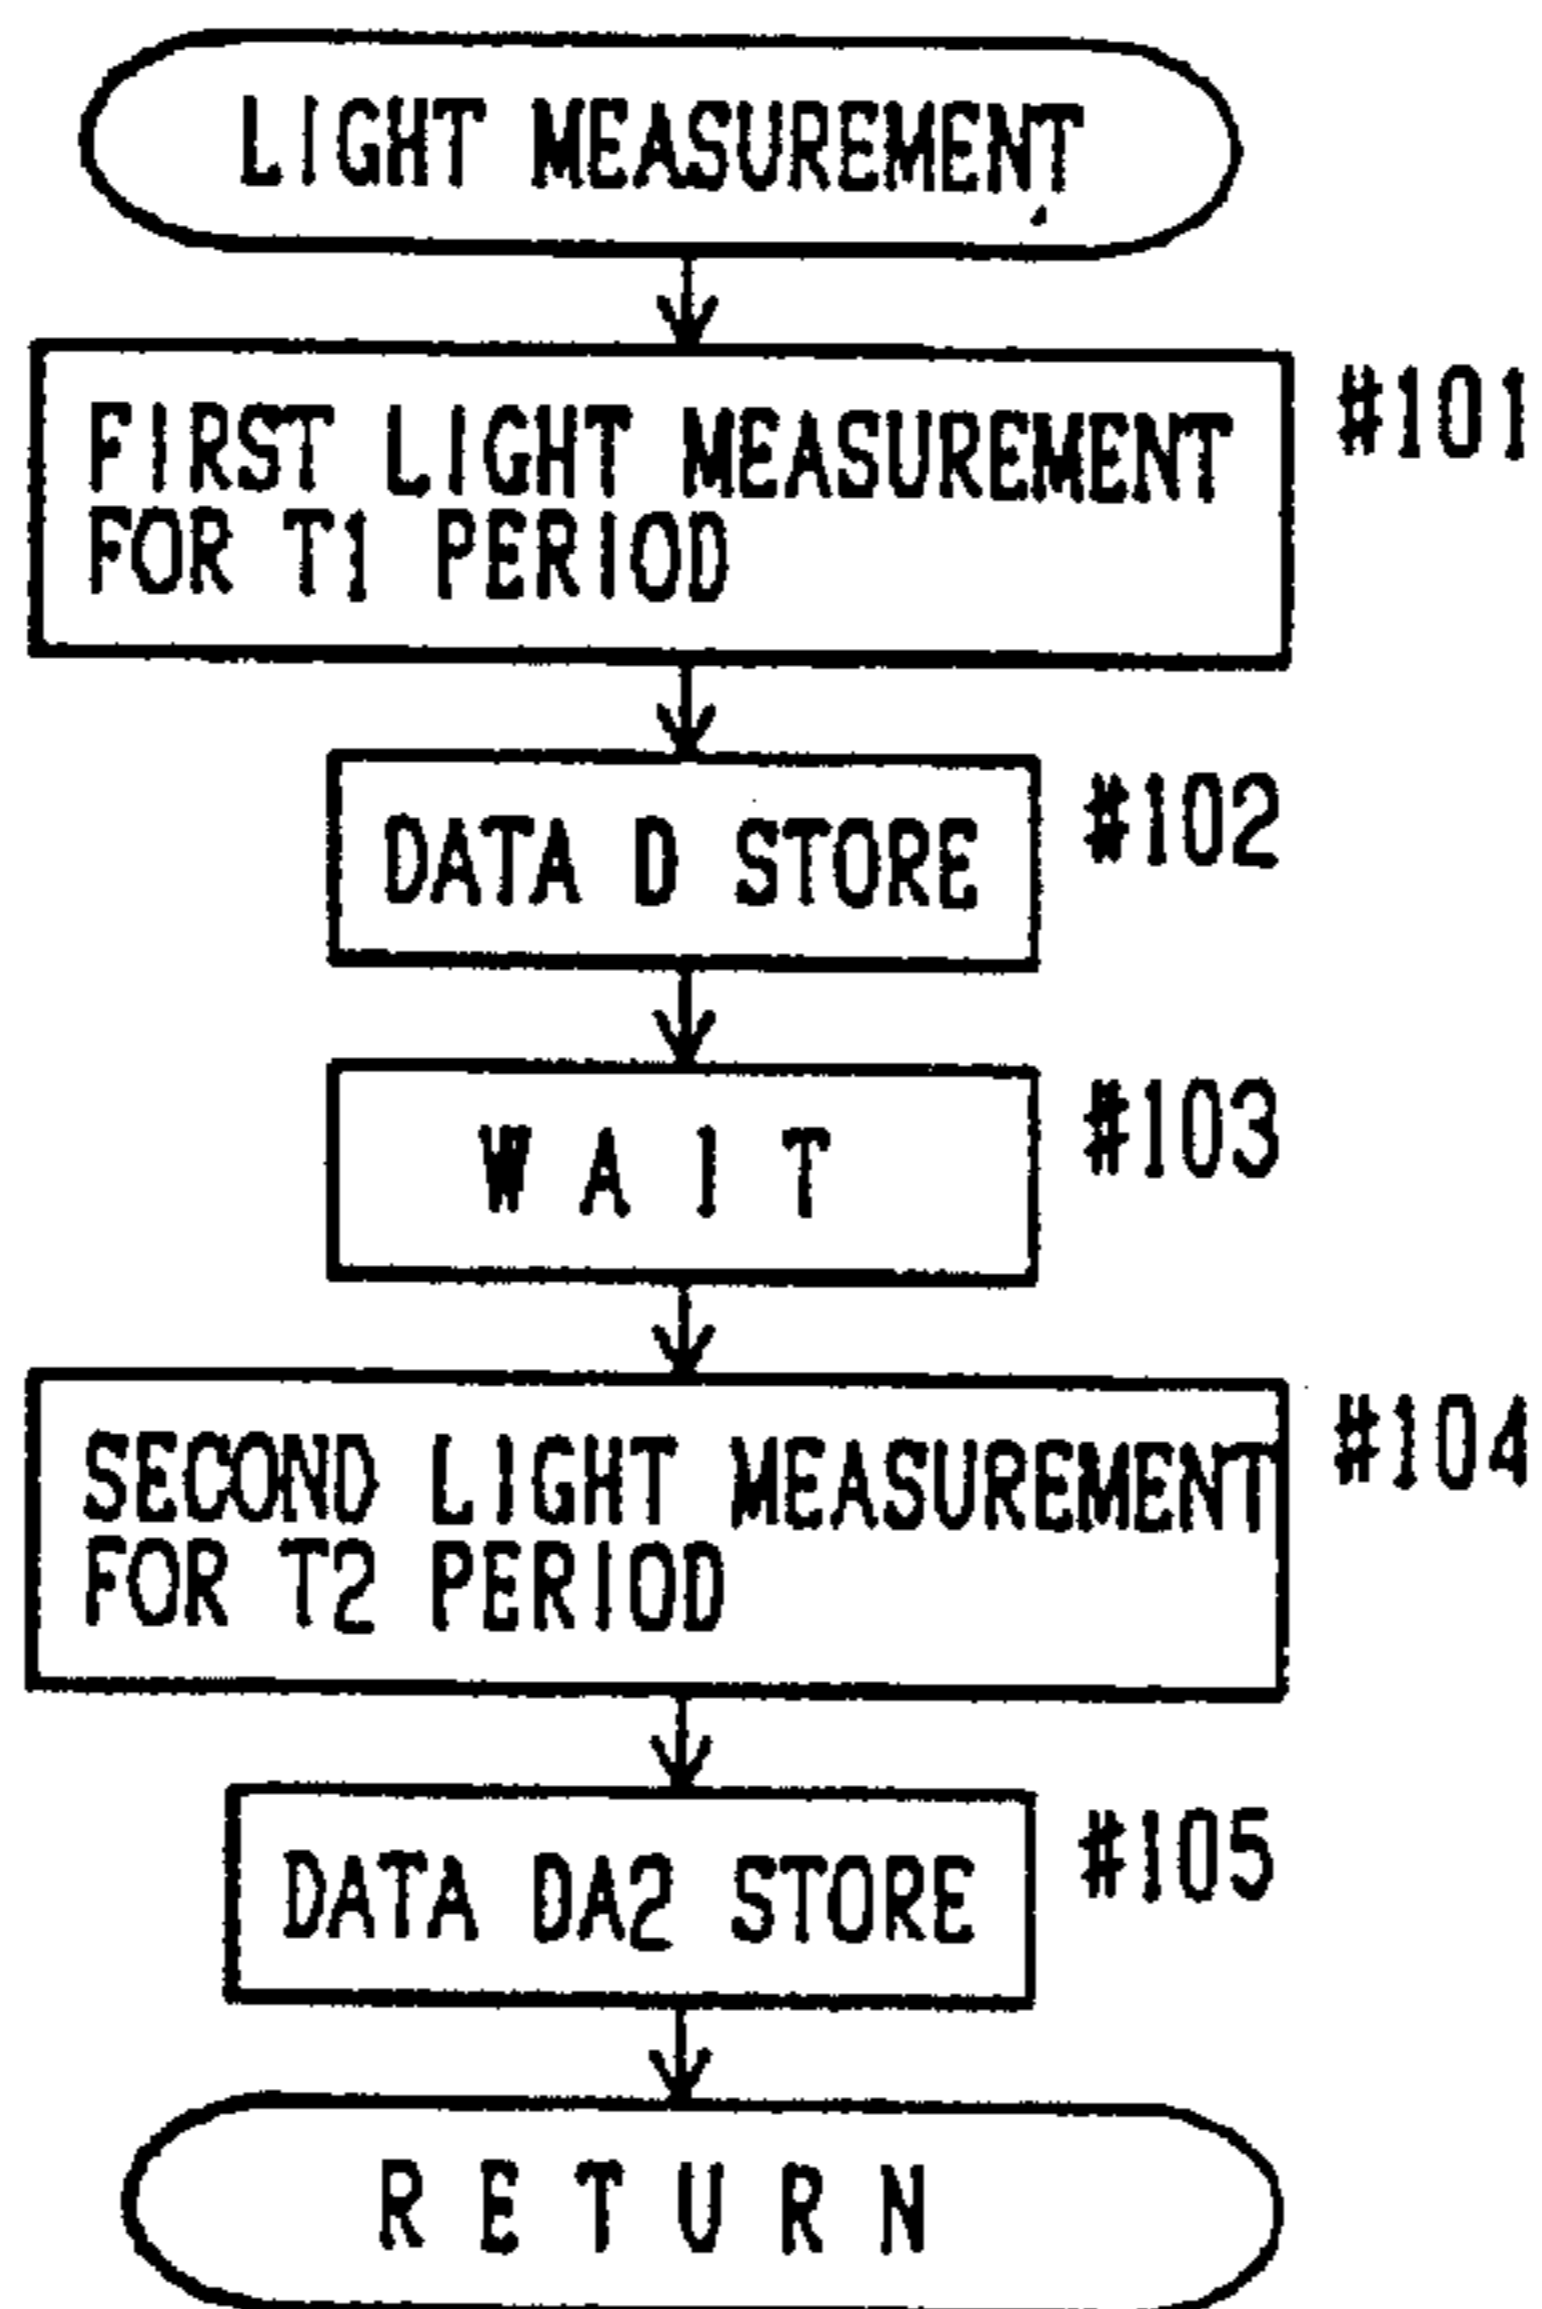 LIGHT MEASUREMENT
FIRST LIGHT MEASUREMENT
FOR T1 PERIOD
#101
DATA D STORE
#102
WAIT
#103
SECOND LIGHT MEASUREMENT
FOR T2 PERIOD
#104
DATA DA2 STORE
#105
RETURN